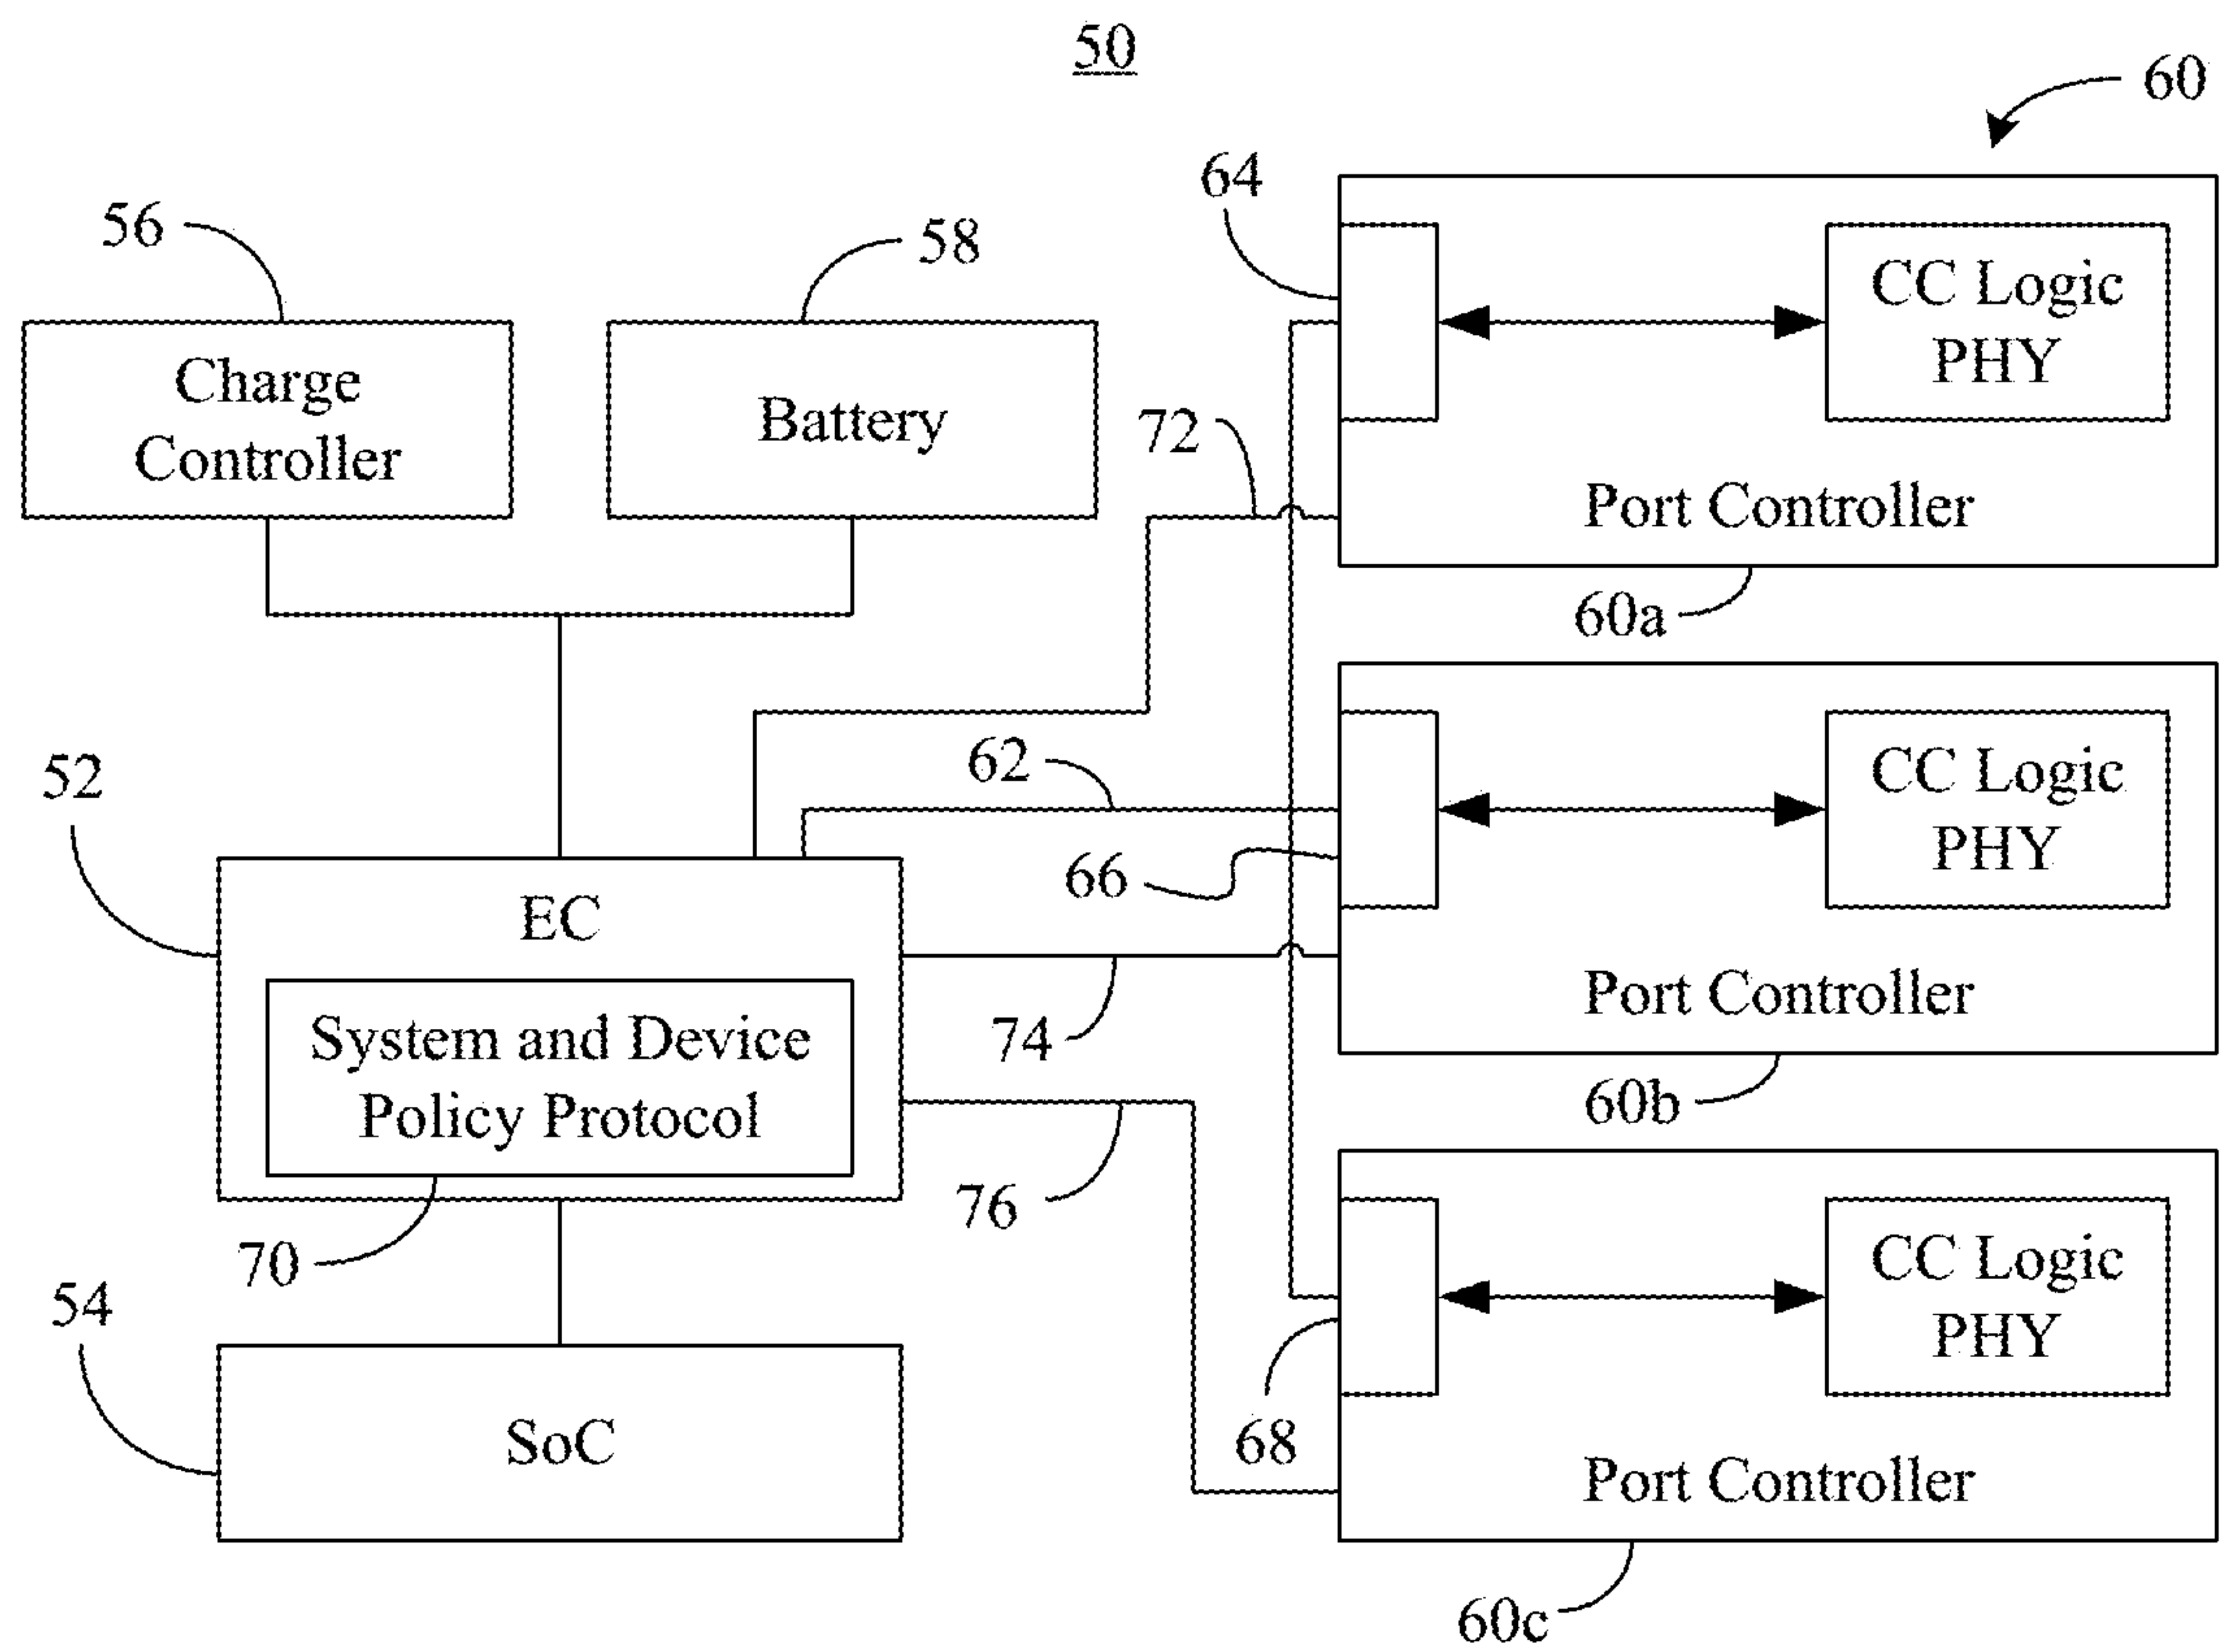 50
60
64
56
58
CC Logic
PHY
Charge
Controller
Battery
72
Port Controller
60a
62
52
CC Logic
PHY
66
EC
74
Port Controller
System and Device
Policy Protocol
60b
76
70
54
CC Logic
PHY
68
SoC
Port Controller
60c